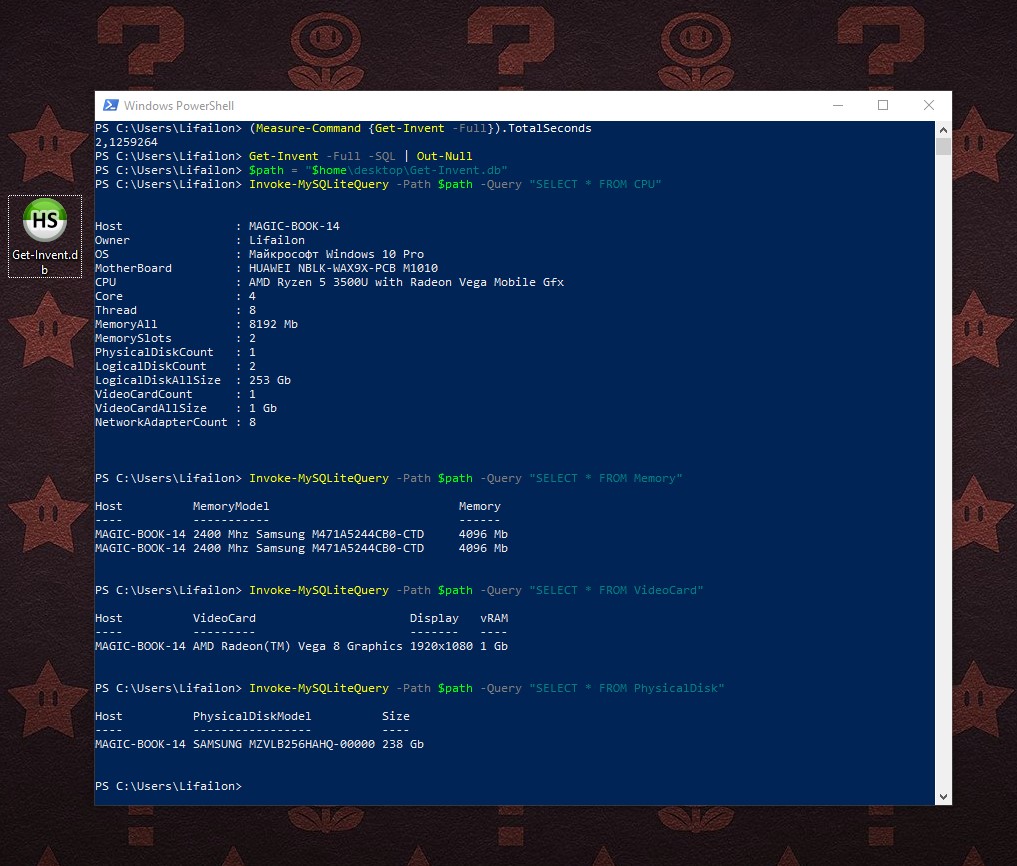 Windows PowerShell
PS C:\Users\Lifailon> (Measure-Command {Get-Invent -Full}).TotalSeconds
2,1259264
PS C:\Users\Lifailon> Get-Invent -Full -SQL | Out-Null
PS C:\Users\Lifailon> $path = "$home\desktop\Get-Invent.db"
PS C:\Users\Lifailon> Invoke-MySQLiteQuery -Path $path -Query "SELECT * FROM CPU"
HS
Get-Invent.d
b
Host : MAGIC-BOOK-14
Owner : Lifailon
OS : Майкрософт Windows 10 Pro
MotherBoard : HUAWEI NBLK-WAX9X-PCB M1010
CPU : AMD Ryzen 5 3500U with Radeon Vega Mobile Gfx
Core : 4
Thread : 8
MemoryAll : 8192 Mb
MemorySlots : 2
PhysicalDiskCount : 1
LogicalDiskCount : 2
LogicalDiskAllSize : 253 Gb
VideoCardCount : 1
VideoCardAllSize : 1 Gb
NetworkAdapterCount : 8
PS C:\Users\Lifailon> Invoke-MySQLiteQuery -Path $path -Query "SELECT * FROM Memory"
Host MemoryModel Memory
---- ----------- ------
MAGIC-BOOK-14 2400 Mhz Samsung M471A5244CB0-CTD 4096 Mb
MAGIC-BOOK-14 2400 Mhz Samsung M471A5244CB0-CTD 4096 Mb
PS C:\Users\Lifailon> Invoke-MySQLiteQuery -Path $path -Query "SELECT * FROM VideoCard"
Host VideoCard Display vRAM
---- --------- ------- ----
MAGIC-BOOK-14 AMD Radeon(TM) Vega 8 Graphics 1920x1080 1 Gb
PS C:\Users\Lifailon> Invoke-MySQLiteQuery -Path $path -Query "SELECT * FROM PhysicalDisk"
Host PhysicalDiskModel Size
---- ----------------- ----
MAGIC-BOOK-14 SAMSUNG MZVLB256HAHQ-00000 238 Gb
PS C:\Users\Lifailon>